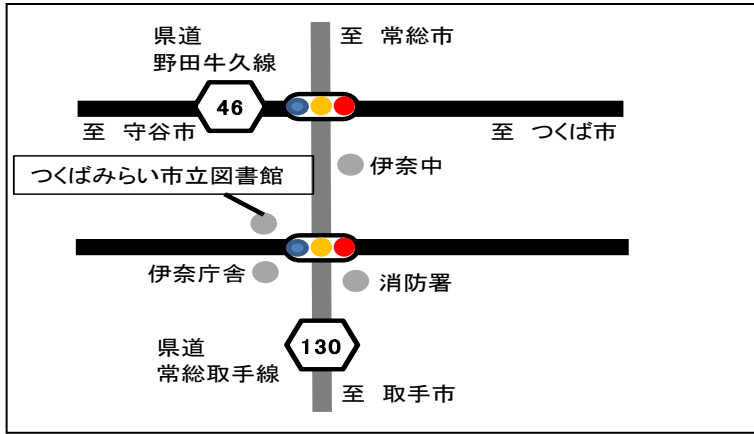 県道
野田牛久線
至 常総市
46
至 守谷市
至 つくば市
伊奈中
つくばみらい市立図書館
伊奈庁舎
消防署
県道
常総取手線
130
至 取手市